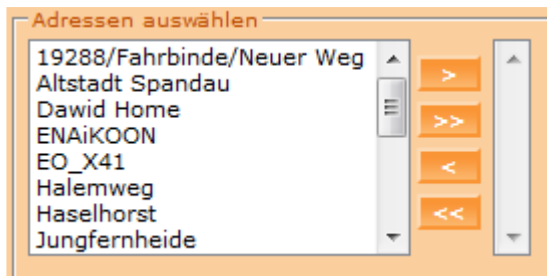 Adressen auswählen
19288/Fahrbinde/Neuer Weg
Altstadt Spandau
Dawid Home
ENAiKOON
EO_X41
Halemweg
Haselhorst
Jungfernheide
>
>>
<
<<